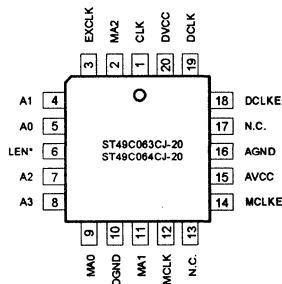 EXCLK MA2 CLK DVCC DCLK
3 2 1 20 19
A1 4 18 DCLKE
A0 5 17 N.C.
ST49C063CJ-20
LEN* 6 16 AGND
ST49C064CJ-20
A2 7 15 AVCC
A3 8 14 MCLKE
9 10 11 12 13
MA0 DGND MA1 MCLK N.C.